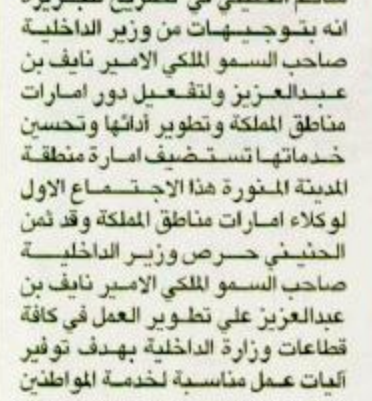 انه بتوجيهات من وزير الداخلية
صاحب السمو الملكي الامير نايف بن
عبدالعزيز ولتفعيل دور امارات
مناطق المملكة وتطوير أدائها وتحسين
خدماتها تستضيف امارة منطقة
المدينة المنورة هذا الاجتماع الاول
لوكلاء امارات مناطق المملكة وقد ثمن
الحنيني حرص وزير الداخلية
صاحب السمو الملكي الامير نايف بن
عبدالعزيز على تطوير العمل في كافة
قطاعات وزارة الداخلية بهدف توفير
آليات عمل مناسبة لخدمة المواطنين